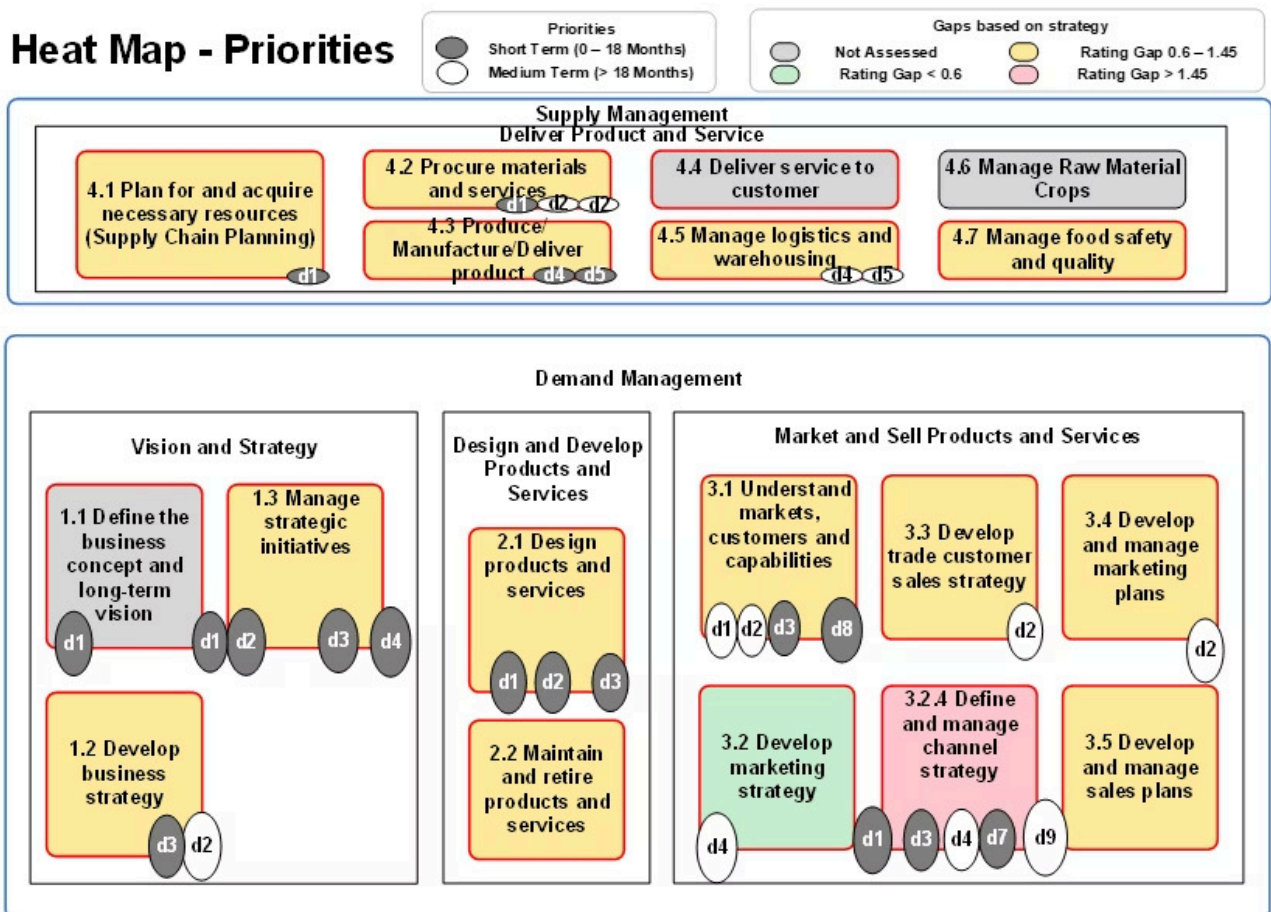 Heat Map - Priorities
Priorities
Short Term (0 – 18 Months)
Medium Term (> 18 Months)
Gaps based on strategy
Not Assessed
Rating Gap 0.6 – 1.45
Rating Gap < 0.6
Rating Gap > 1.45
Supply Management
Deliver Product and Service
4.1 Plan for and acquire
necessary resources
(Supply Chain Planning)
d1
4.2 Procure materials
and services
d1 d2 d2
4.3 Produce/
Manufacture/Deliver
product
d4 d5
4.4 Deliver service to
customer
4.5 Manage logistics and
warehousing
d4 d5
4.6 Manage Raw Material
Crops
4.7 Manage food safety
and quality
Demand Management
Vision and Strategy
1.1 Define the
business
concept and
long-term
vision
d1
1.3 Manage
strategic
initiatives
d1 d2 d3 d4
1.2 Develop
business
strategy
d3 d2
Design and Develop
Products and
Services
2.1 Design
products and
services
d1 d2 d3
2.2 Maintain
and retire
products and
services
Market and Sell Products and Services
3.1 Understand
markets,
customers and
capabilities
d1 d2 d3 d8
3.3 Develop
trade customer
sales strategy
d2
3.4 Develop
and manage
marketing
plans
d2
3.2 Develop
marketing
strategy
d4
3.2.4 Define
and manage
channel
strategy
d1 d3 d4 d7 d9
3.5 Develop
and manage
sales plans